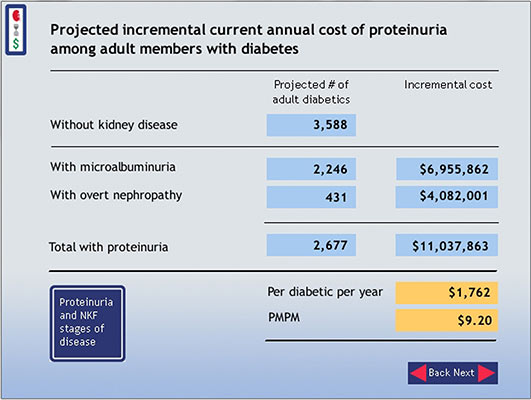 Projected incremental current annual cost of proteinuria
among adult members with diabetes
Projected # of
adult diabetics
Incremental cost
Without kidney disease 3,588
With microalbuminuria 2,246 $6,955,862
With overt nephropathy 431 $4,082,001
Total with proteinuria 2,677 $11,037,863
Per diabetic per year $1,762
PMPM $9.20
Proteinuria
and NKF
stages of
disease
Back Next
$